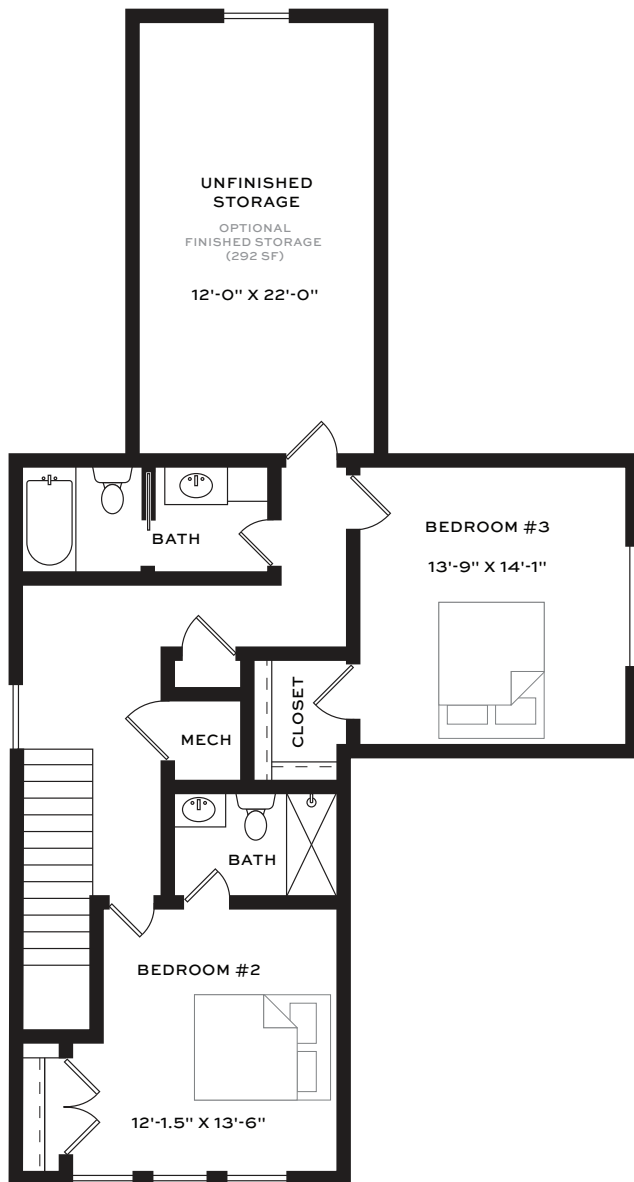 UNFINISHED
STORAGE
OPTIONAL
FINISHED STORAGE
(292 SF)
12'-0" X 22'-0"
BATH
BEDROOM #3
13'-9" X 14'-1"
CLOSET
MECH
BATH
BEDROOM #2
12'-1.5" X 13'-6"